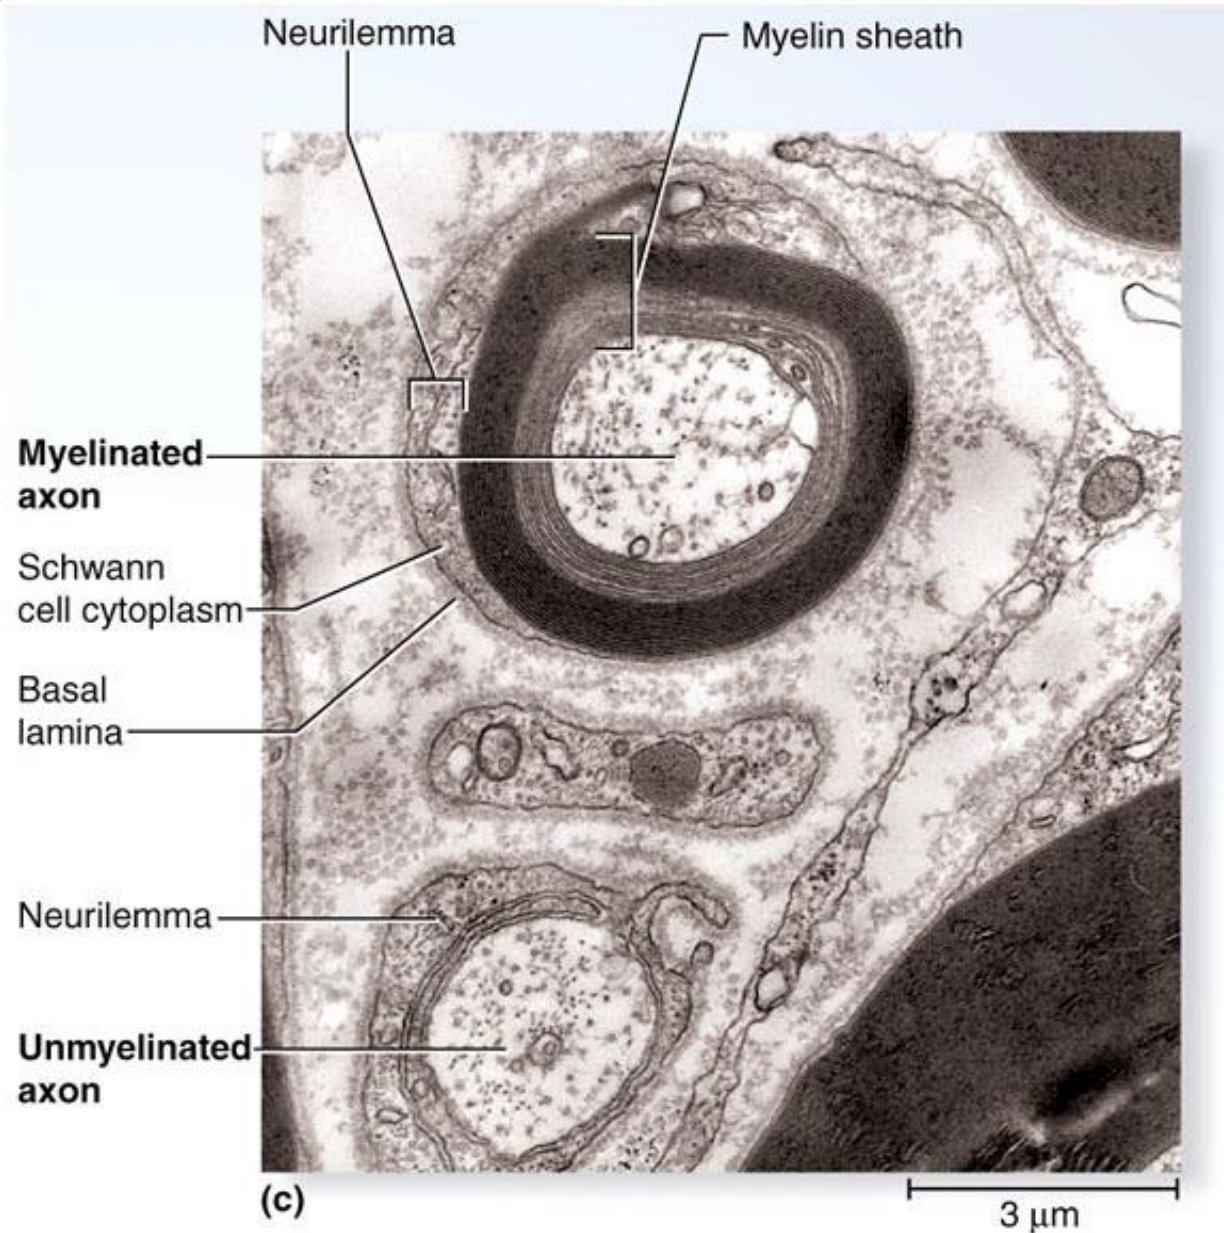 Neurilemma
Myelin sheath
Myelinated
axon
Schwann
cell cytoplasm
Basal
lamina
Neurilemma
Unmyelinated
axon
(c)
3 μm